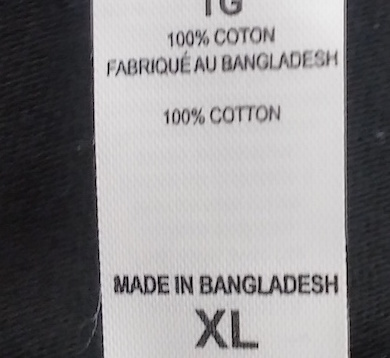 TG
100% COTON
FABRIQUÉ AU BANGLADESH
100% COTTON
MADE IN BANGLADESH
XL